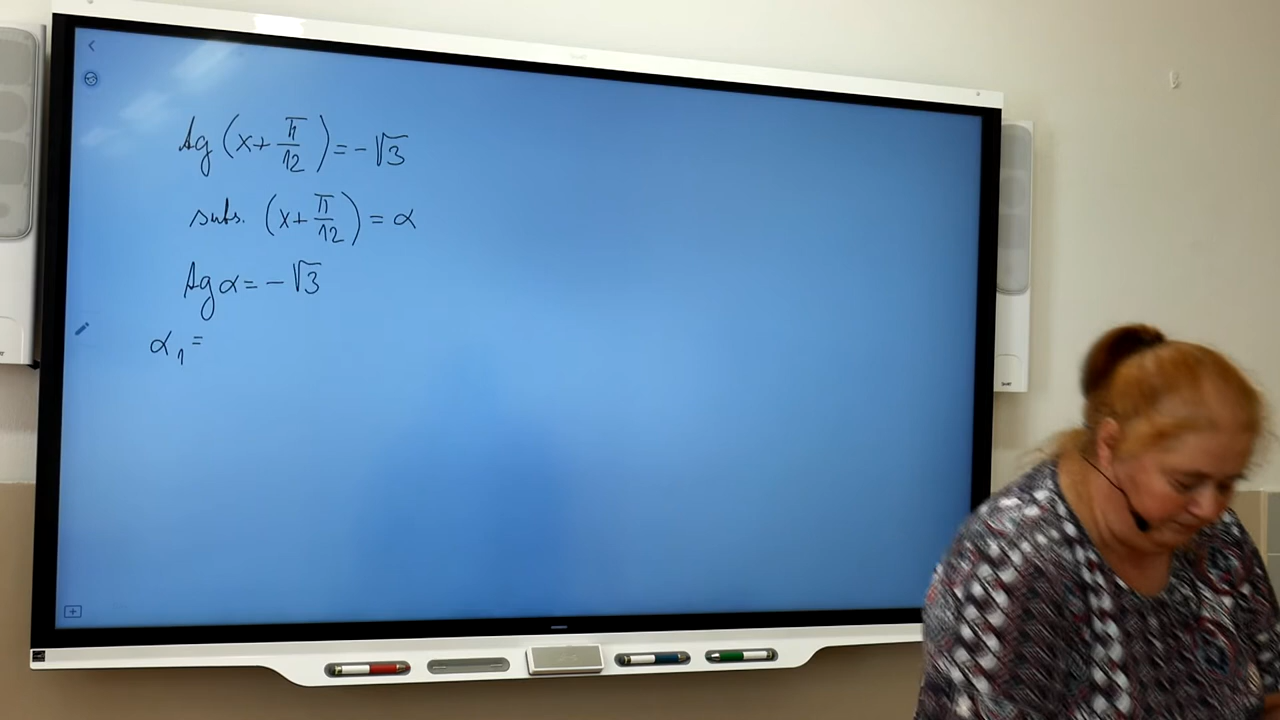 tg (x + π/12) = -√3
subs. (x + π/12) = α
tg α = -√3
α₁ =